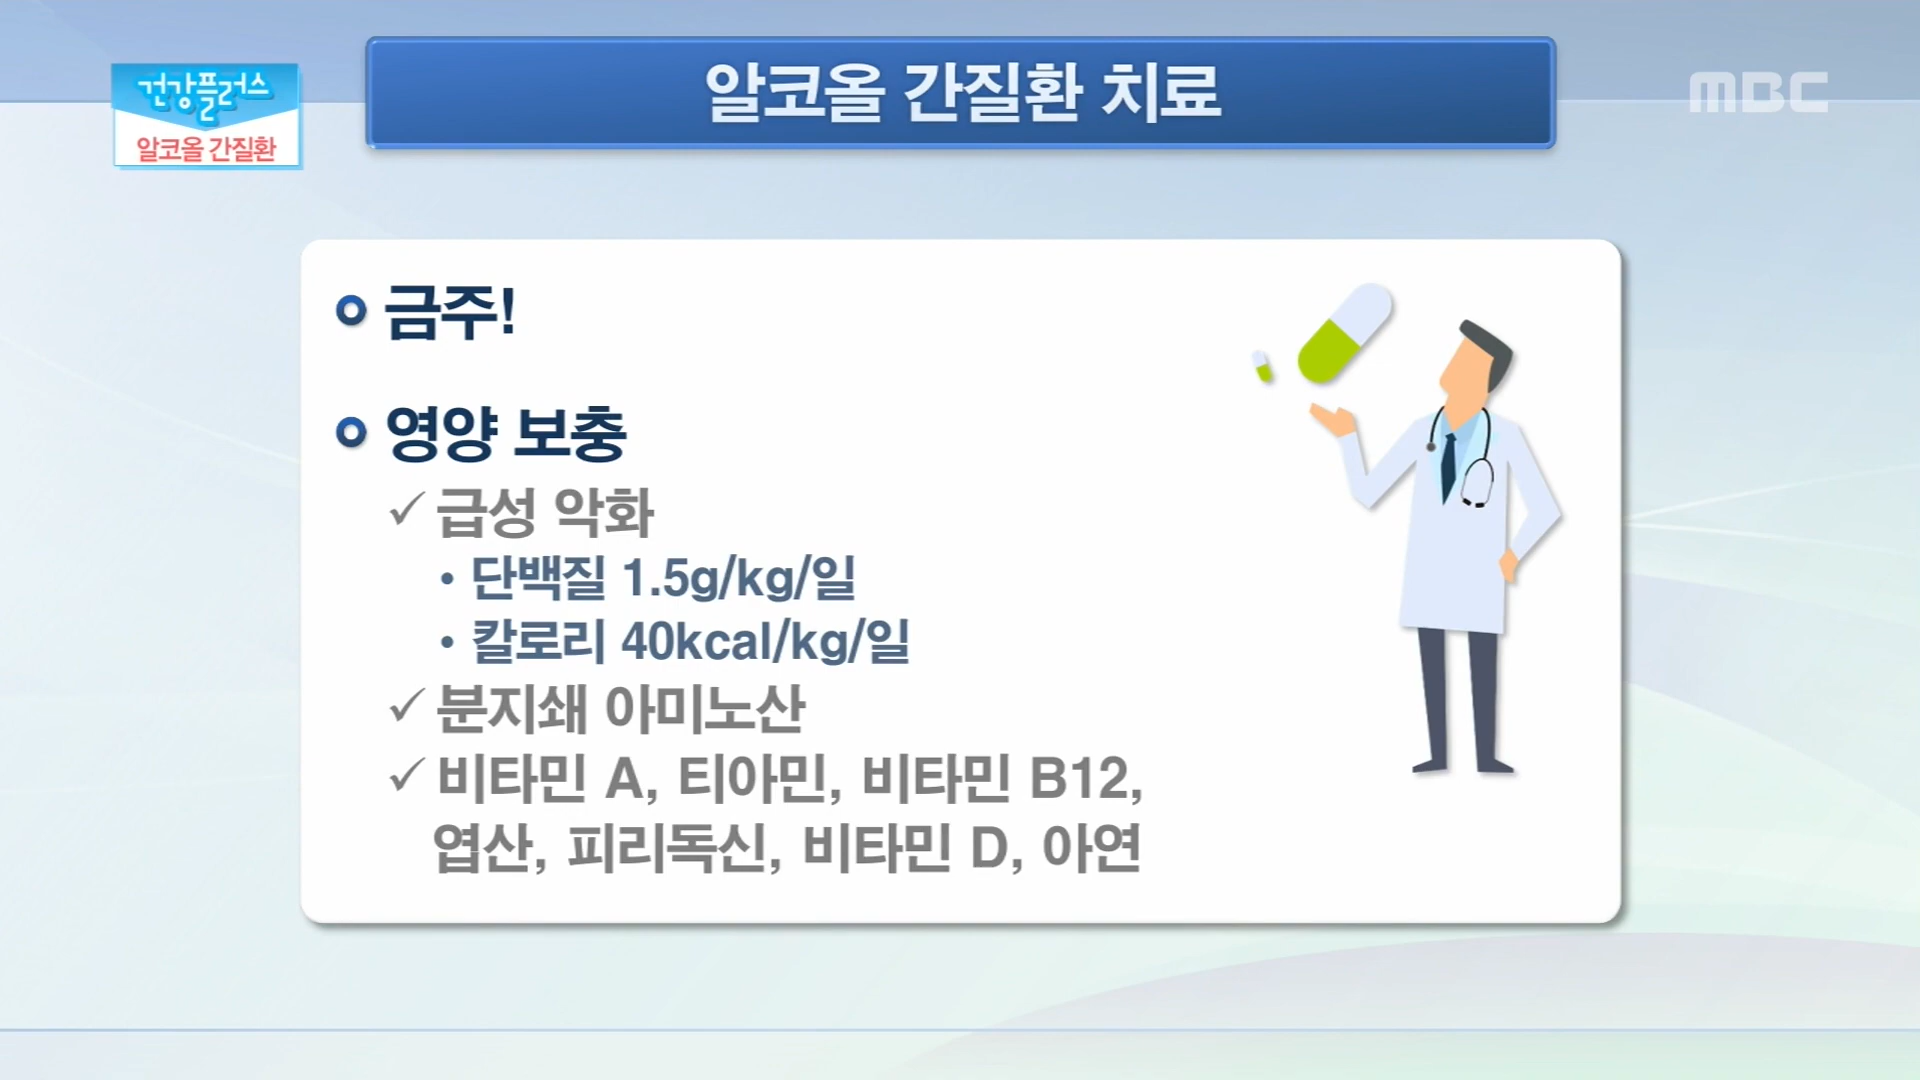 건강플러스
알코올 간질환
알코올 간질환 치료
MBC
금주!
영양 보충
✓ 급성 악화
• 단백질 1.5g/kg/일
• 칼로리 40kcal/kg/일
✓ 분지쇄 아미노산
✓ 비타민 A, 티아민, 비타민 B12,
엽산, 피리독신, 비타민 D, 아연